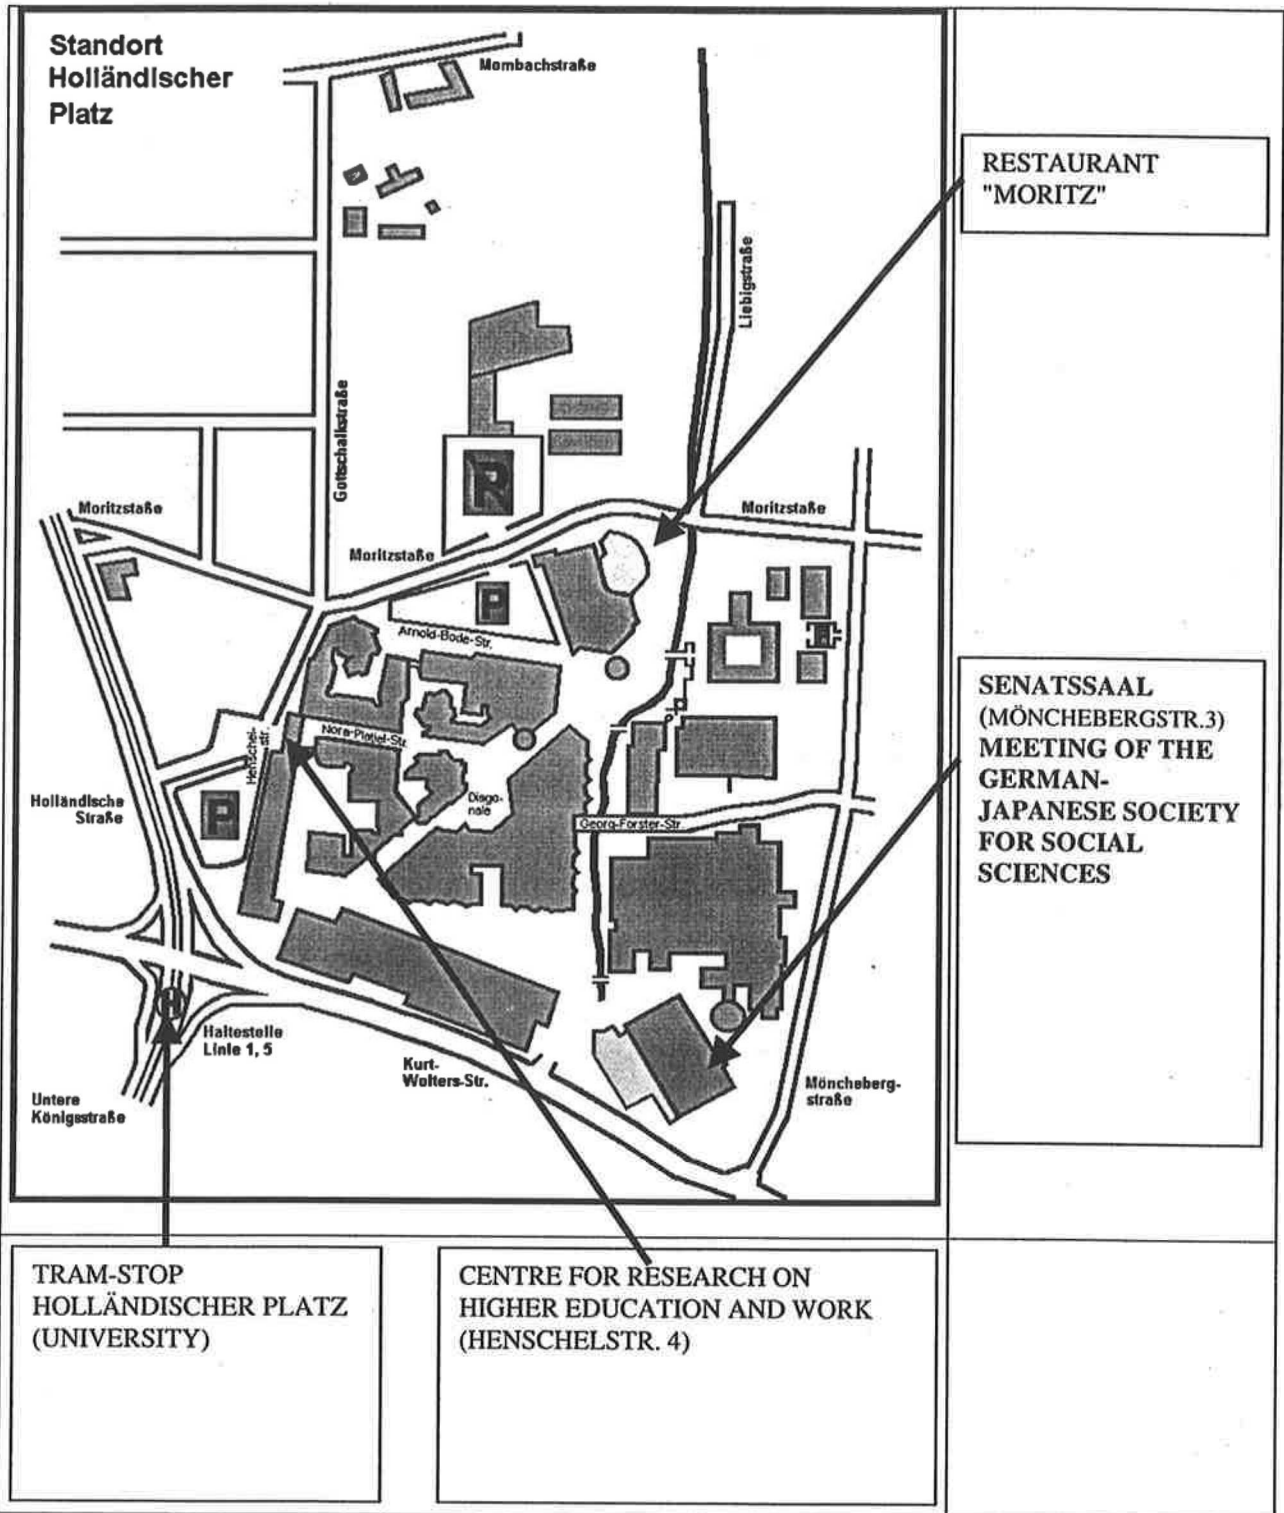 Standort
Holländischer
Platz
Mombachstraße
RESTAURANT
"MORITZ"
Liebigstraße
Gottschalkstraße
R
Moritzstaße
Moritzstaße
Moritzstaße
P
Arnold-Bode-Str.
SENATSSAAL
(MÖNCHEBERGSTR.3)
MEETING OF THE
GERMAN-
JAPANESE SOCIETY
FOR SOCIAL
SCIENCES
Nora-Platiel-Str.
Henschel-
str.
Holländische
Straße
P
Diago-
nale
Georg-Forster-Str.
H
Haltestelle
Linie 1, 5
Kurt-
Wolters-Str.
Möncheberg-
straße
Untere
Königsstraße
TRAM-STOP
HOLLÄNDISCHER PLATZ
(UNIVERSITY)
CENTRE FOR RESEARCH ON
HIGHER EDUCATION AND WORK
(HENSCHELSTR. 4)